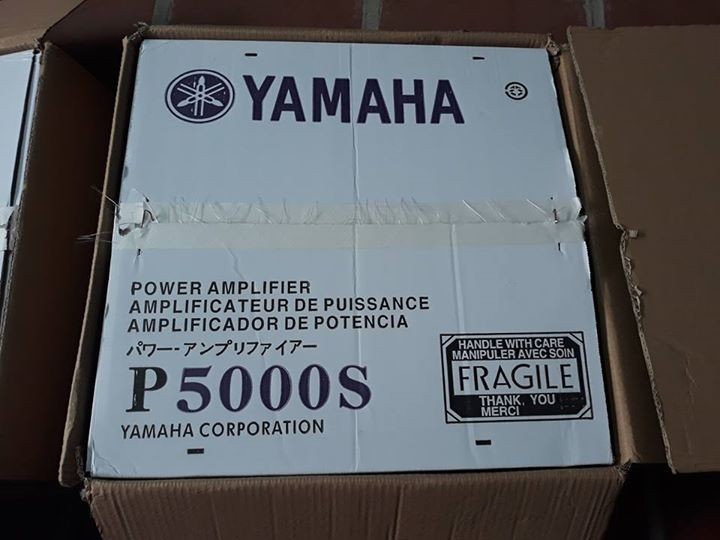 YAMAHA
POWER AMPLIFIER
AMPLIFICATEUR DE PUISSANCE
AMPLIFICADOR DE POTENCIA
パワー-アンプリファイアー
P5000S
YAMAHA CORPORATION
HANDLE WITH CARE
MANIPULER AVEC SOIN
FRAGILE
THANK, YOU
MERCI